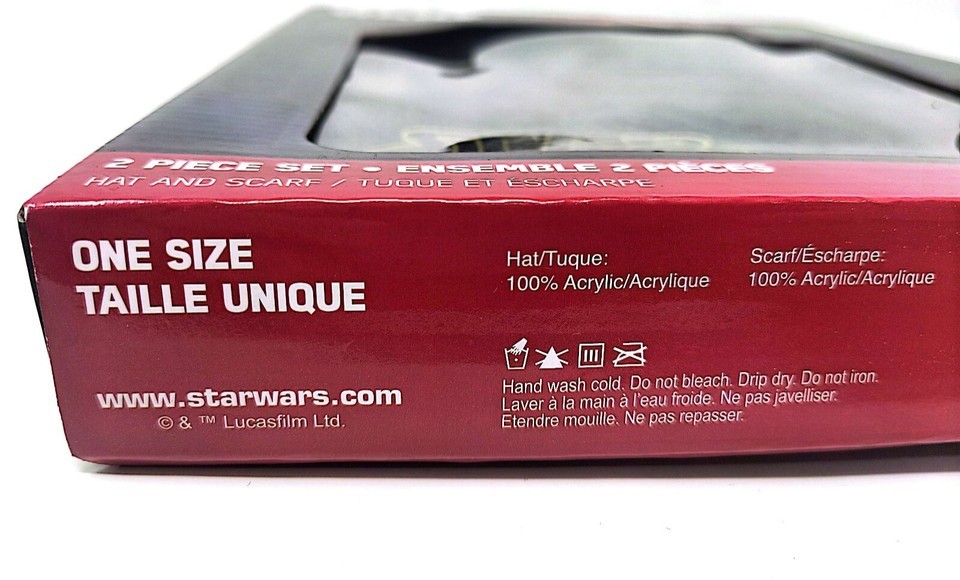 2 PIECE SET • ENSEMBLE 2 PIÈCES
HAT AND SCARF / TUQUE ET ÉSCHARPE
ONE SIZE
TAILLE UNIQUE
Hat/Tuque:
100% Acrylic/Acrylique
Scarf/Éscharpe:
100% Acrylic/Acrylique
Hand wash cold. Do not bleach. Drip dry. Do not iron.
Laver à la main à l'eau froide. Ne pas javelliser.
Etendre mouille. Ne pas repasser.
www.starwars.com
© & ™ Lucasfilm Ltd.